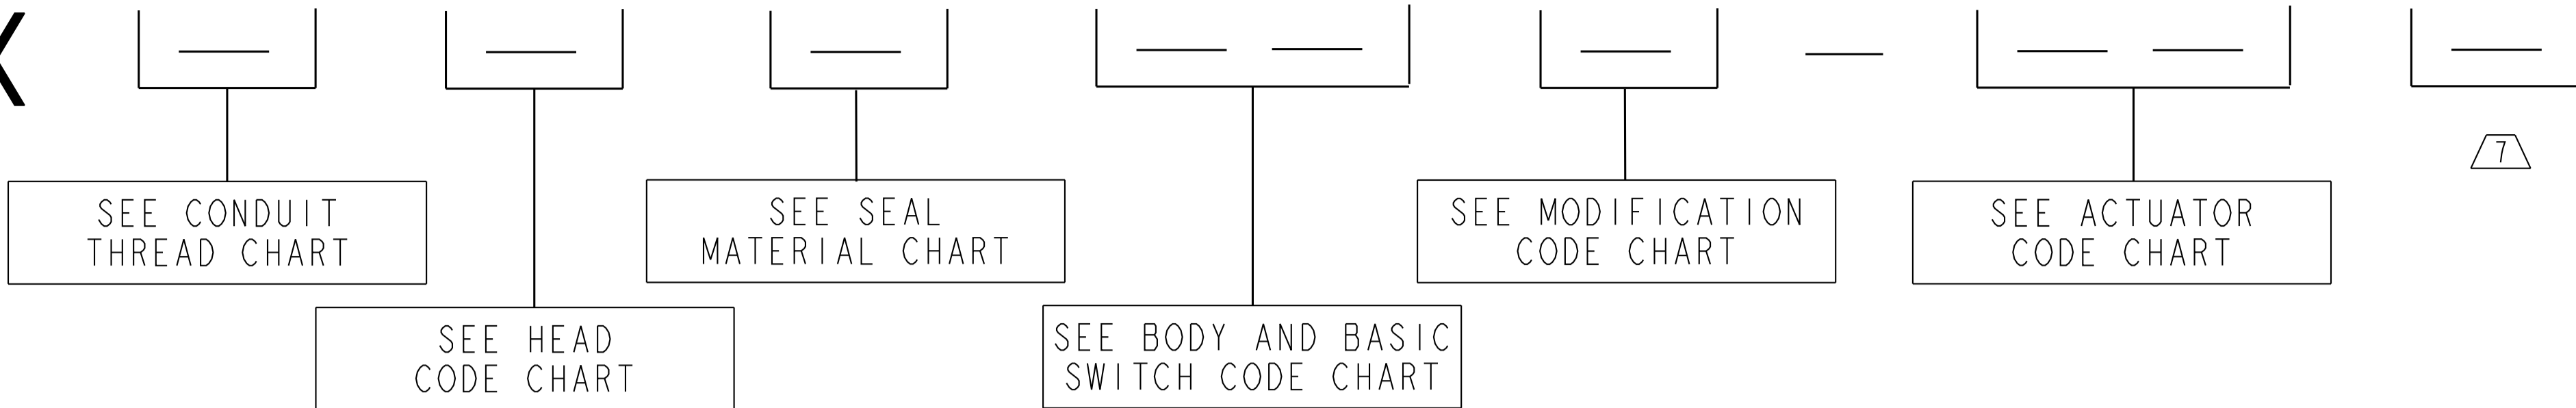 X
7
SEE CONDUIT
THREAD CHART
SEE HEAD
CODE CHART
SEE SEAL
MATERIAL CHART
SEE BODY AND BASIC
SWITCH CODE CHART
SEE MODIFICATION
CODE CHART
SEE ACTUATOR
CODE CHART